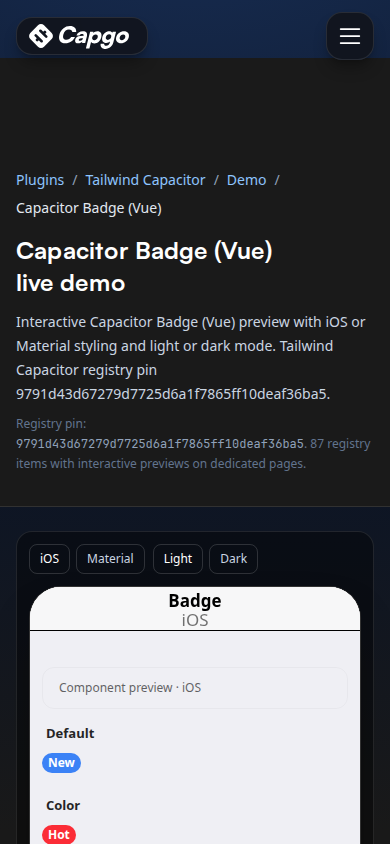 Capgo
Plugins / Tailwind Capacitor / Demo /
Capacitor Badge (Vue)
Capacitor Badge (Vue)
live demo
Interactive Capacitor Badge (Vue) preview with iOS or
Material styling and light or dark mode. Tailwind
Capacitor registry pin
9791d43d67279d7725d6a1f7865ff10deaf36ba5.
Registry pin:
9791d43d67279d7725d6a1f7865ff10deaf36ba5. 87 registry
items with interactive previews on dedicated pages.
iOS Material Light Dark
Badge
iOS
Component preview · iOS
Default
New
Color
Hot